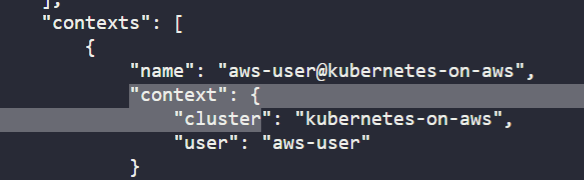 ],
"contexts": [
{
"name": "aws-user@kubernetes-on-aws",
"context": {
"cluster": "kubernetes-on-aws",
"user": "aws-user"
}